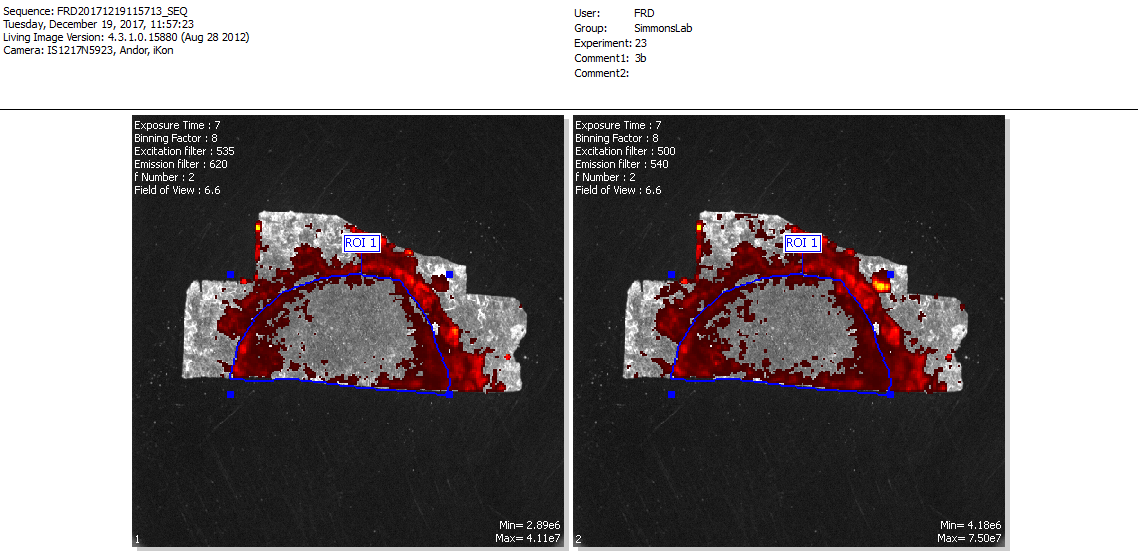 Sequence: FRD20171219115713_SEQ
Tuesday, December 19, 2017, 11:57:23
Living Image Version: 4.3.1.0.15880 (Aug 28 2012)
Camera: IS1217N5923, Andor, iKon
User: FRD
Group: SimmonsLab
Experiment: 23
Comment1: 3b
Comment2:
Exposure Time : 7
Binning Factor : 8
Excitation filter : 535
Emission filter : 620
f Number : 2
Field of View : 6.6
ROI 1
Min= 2.89e6
Max= 4.11e7
1
Exposure Time : 7
Binning Factor : 8
Excitation filter : 500
Emission filter : 540
f Number : 2
Field of View : 6.6
ROI 1
Min= 4.18e6
Max= 7.50e7
2